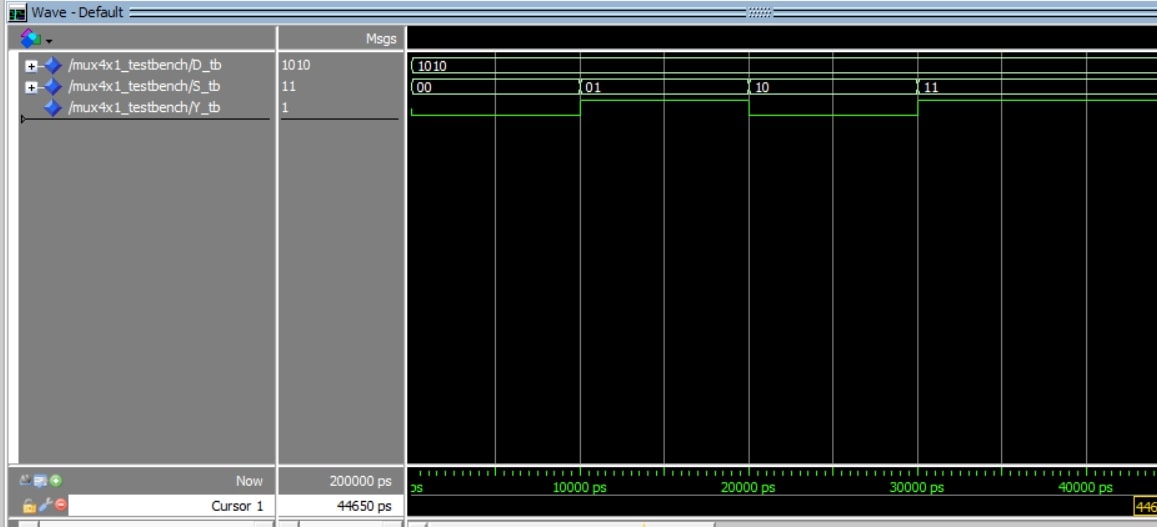 Wave - Default
Msgs
/mux4x1_testbench/D_tb 1010 1010
/mux4x1_testbench/S_tb 11 00 01 10 11
/mux4x1_testbench/Y_tb 1
Now 200000 ps ps 10000 ps 20000 ps 30000 ps 40000 ps
Cursor 1 44650 ps 446